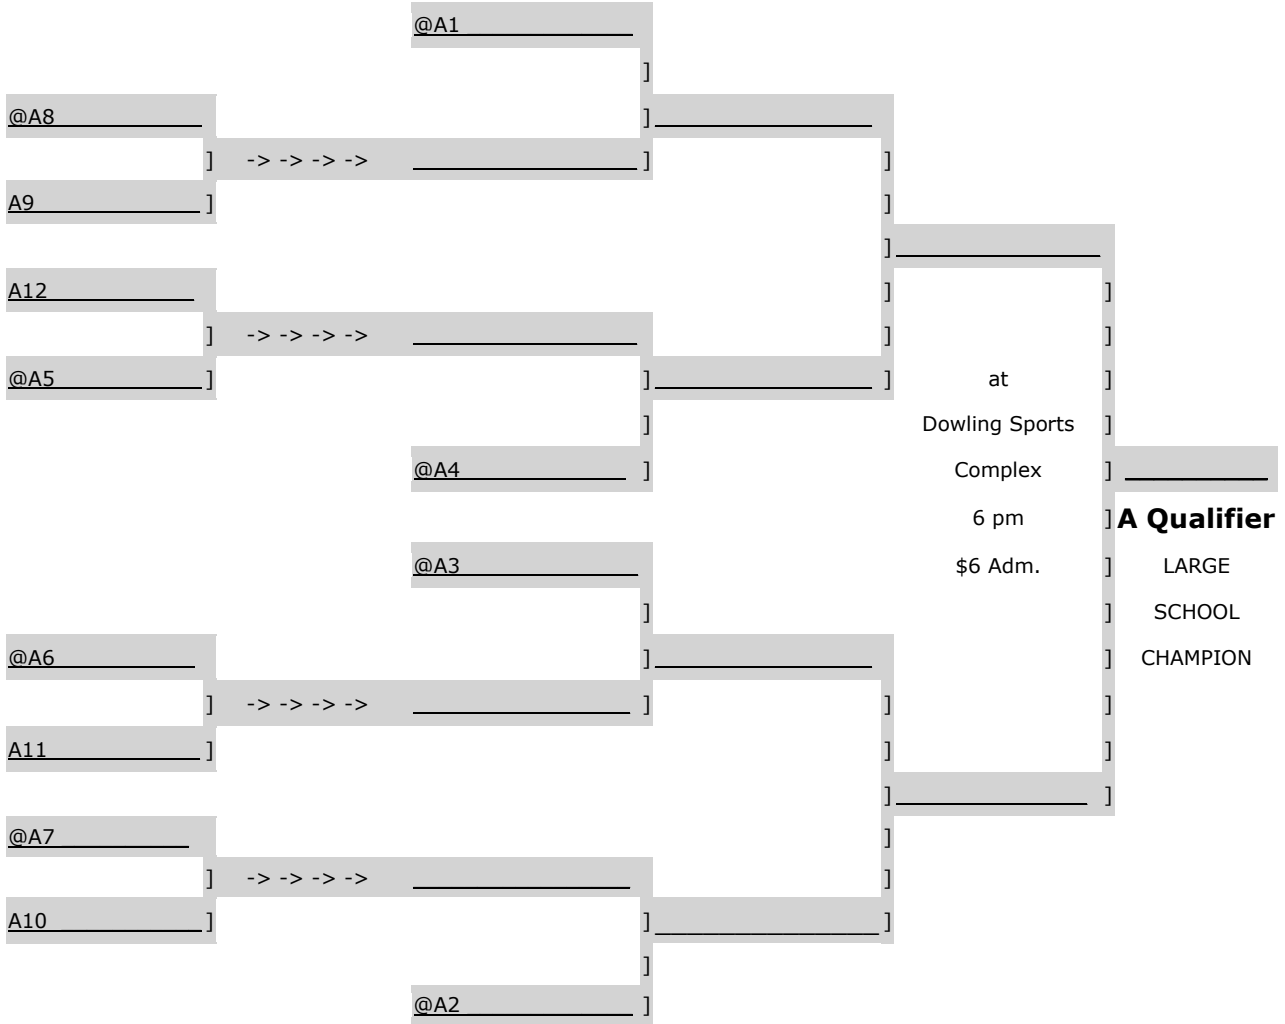 @A1
]
@A8 ]
] -> -> -> -> ] ]
A9 ] ]
]
A12 ] ]
] -> -> -> -> ] ]
@A5 ] ] ] at ]
] Dowling Sports ]
@A4 ] Complex ]
6 pm ] A Qualifier
@A3 $6 Adm. ] LARGE
] ] SCHOOL
@A6 ] ] CHAMPION
] -> -> -> -> ] ] ]
A11 ] ] ]
] ]
@A7 ]
] -> -> -> -> ]
A10 ] ] ]
]
@A2 ]